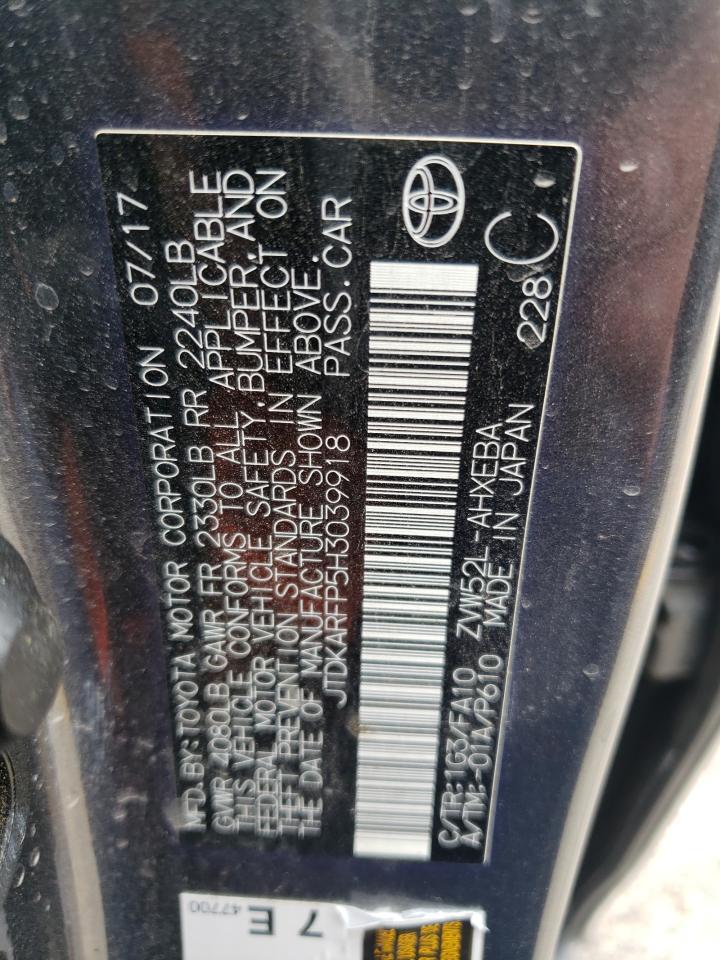 MFD.BY:TOYOTA MOTOR CORPORATION 07/17
GVWR 4080LB GAWR FR 2330LB RR 2240LB
THIS VEHICLE CONFORMS TO ALL APPLICABLE
FEDERAL MOTOR VEHICLE SAFETY,BUMPER,AND
THEFT PREVENTION STANDARDS IN EFFECT ON
THE DATE OF MANUFACTURE SHOWN ABOVE.
JTDKARFP5H3039918 PASS.CAR
C/TR:1G3/FA10 ZVW52L-AHXEBA 228 C
A/TM:-01A/P610 MADE IN JAPAN
47700
7 E